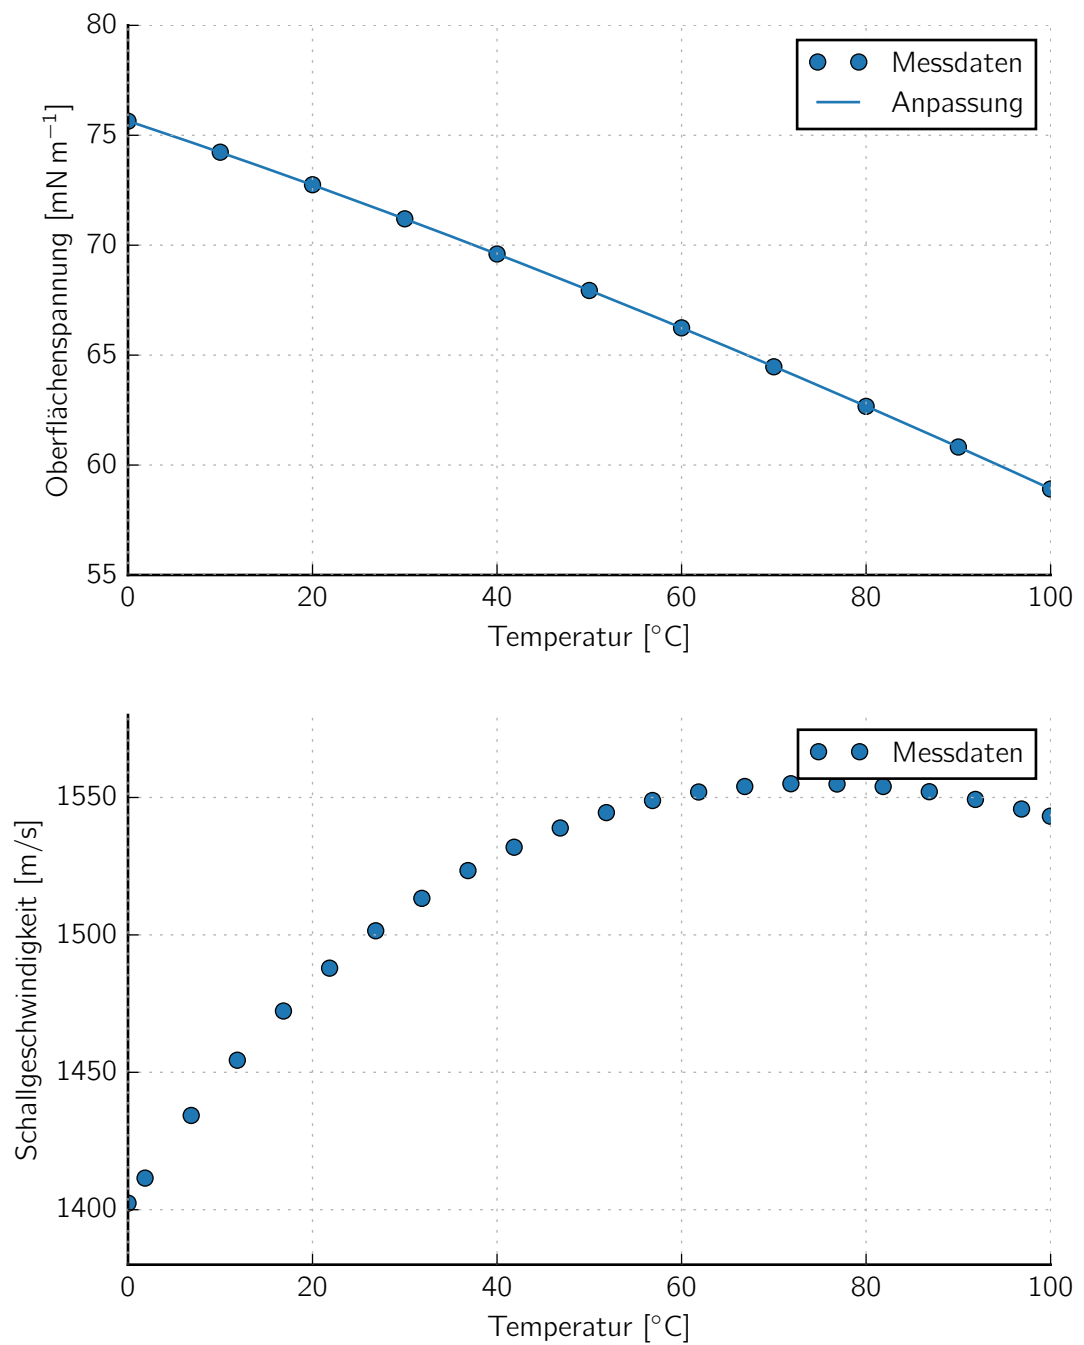 80
75
70
65
60
55
Oberflächenspannung [mN m⁻¹]
Messdaten
Anpassung
0 20 40 60 80 100
Temperatur [°C]
1550
1500
1450
1400
Schallgeschwindigkeit [m/s]
Messdaten
0 20 40 60 80 100
Temperatur [°C]